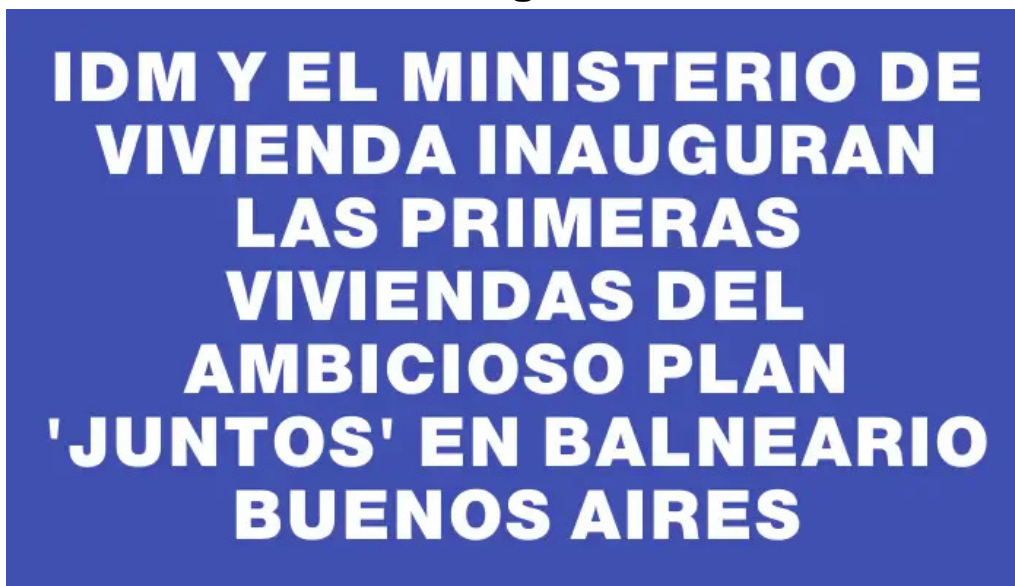 IDM Y EL MINISTERIO DE
VIVIENDA INAUGURAN
LAS PRIMERAS
VIVIENDAS DEL
AMBICIOSO PLAN
'JUNTOS' EN BALNEARIO
BUENOS AIRES